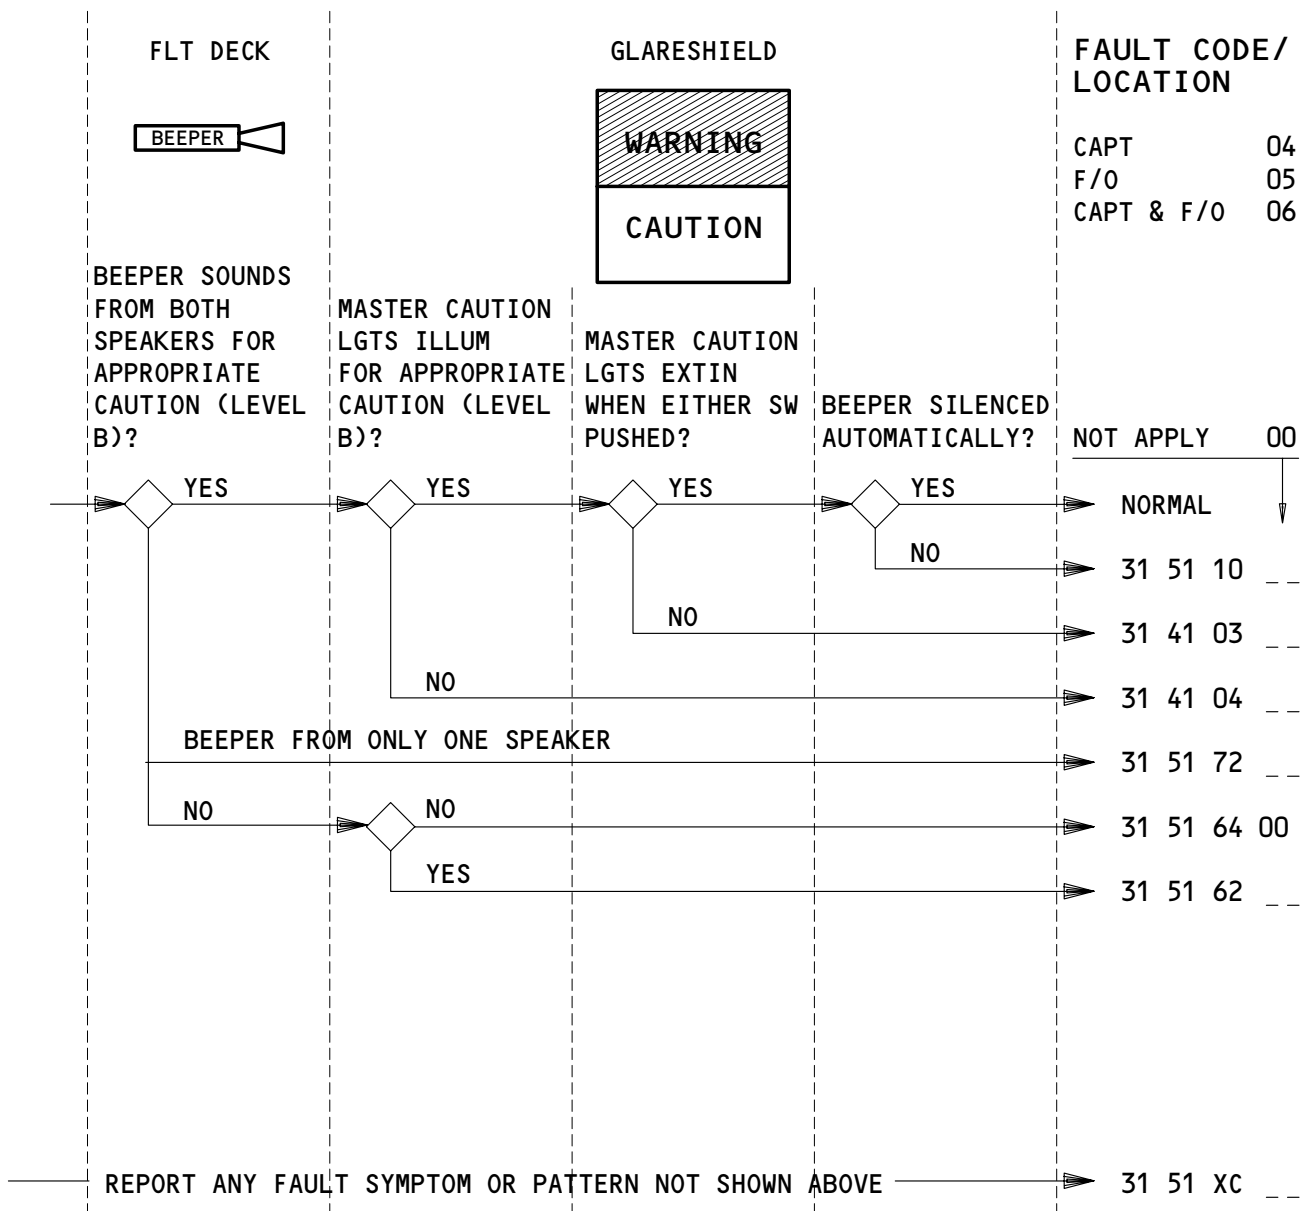 FLT DECK
GLARESHIELD
FAULT CODE/
LOCATION
BEEPER
WARNING
CAUTION
CAPT 04
F/O 05
CAPT & F/O 06
BEEPER SOUNDS
FROM BOTH
SPEAKERS FOR
APPROPRIATE
CAUTION (LEVEL
B)?
MASTER CAUTION
LGTS ILLUM
FOR APPROPRIATE
CAUTION (LEVEL
B)?
MASTER CAUTION
LGTS EXTIN
WHEN EITHER SW
PUSHED?
BEEPER SILENCED
AUTOMATICALLY?
NOT APPLY 00
YES
YES
YES
YES
NORMAL
NO
31 51 10 _ _
NO
31 41 03 _ _
NO
31 41 04 _ _
BEEPER FROM ONLY ONE SPEAKER
31 51 72 _ _
NO
NO
31 51 64 00
YES
31 51 62 _ _
REPORT ANY FAULT SYMPTOM OR PATTERN NOT SHOWN ABOVE
31 51 XC _ _